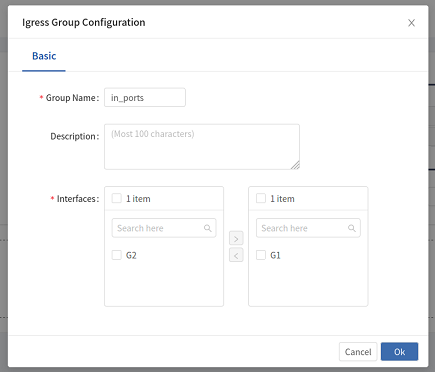 Igress Group Configuration
Basic
* Group Name: in_ports
Description: (Most 100 characters)
* Interfaces: 1 item 1 item
Search here Search here
G2 G1
Cancel Ok